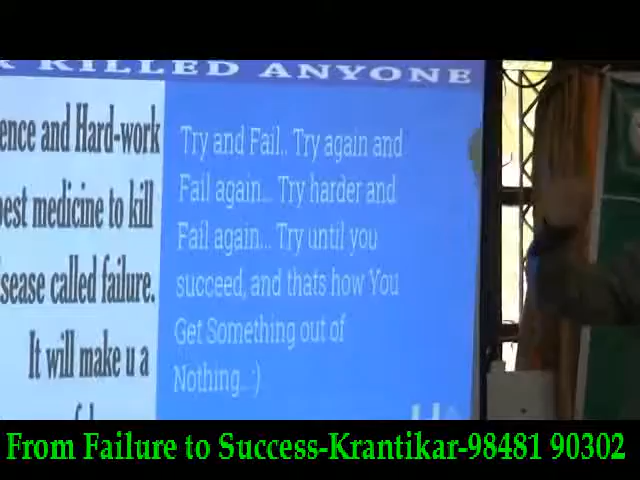 KILLED ANYONE
ence and Hard-work
best medicine to kill
sease called failure.
It will make u a
Try and Fail.. Try again and
Fail again... Try harder and
Fail again... Try until you
succeed, and thats how You
Get Something out of
Nothing..:)
From Failure to Success-Krantikar-98481 90302